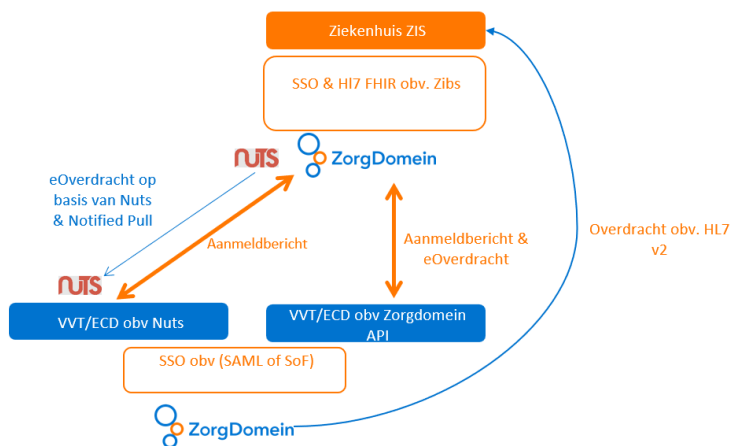 Ziekenhuis ZIS
SSO & Hl7 FHIR obv. Zibs
nuts
ZorgDomein
eOverdracht op
basis van Nuts
& Notified Pull
Aanmeldbericht
Aanmeldbericht &
eOverdracht
Overdracht obv. HL7
v2
nuts
VVT/ECD obv Nuts
VVT/ECD obv Zorgdomein
API
SSO obv (SAML of SoF)
ZorgDomein